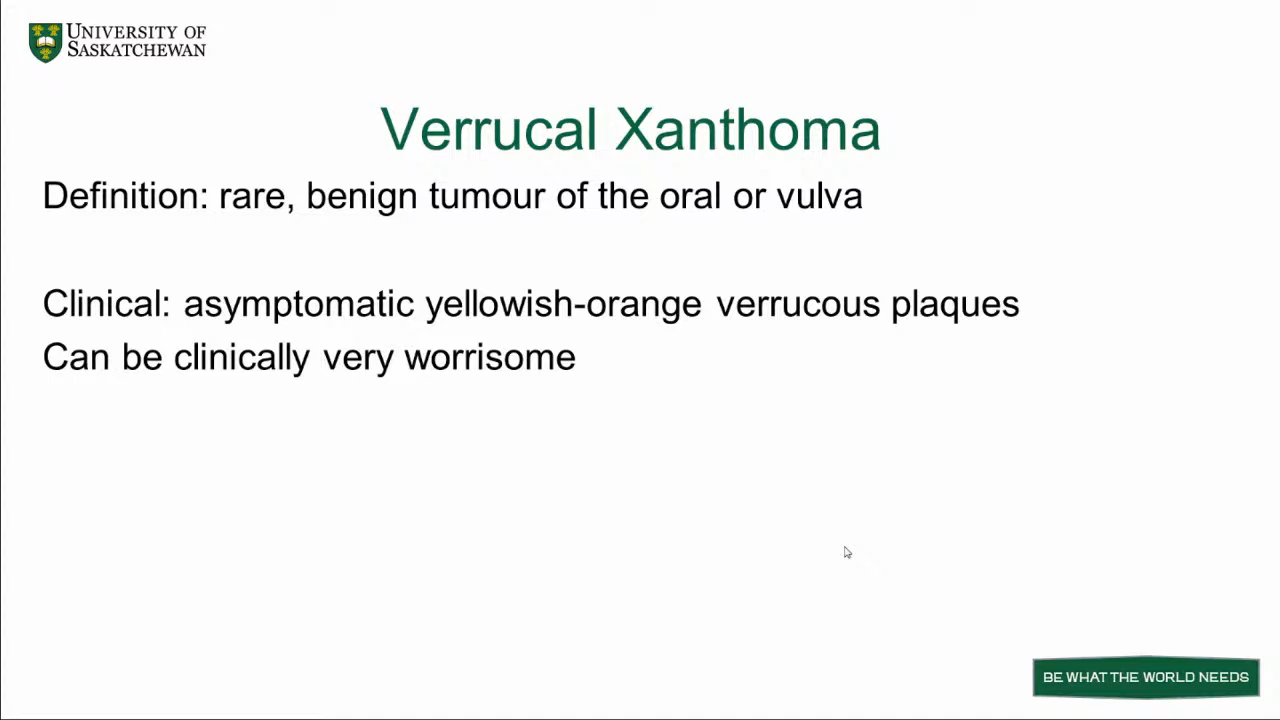 UNIVERSITY OF
SASKATCHEWAN
Verrucal Xanthoma
Definition: rare, benign tumour of the oral or vulva
Clinical: asymptomatic yellowish-orange verrucous plaques
Can be clinically very worrisome
BE WHAT THE WORLD NEEDS